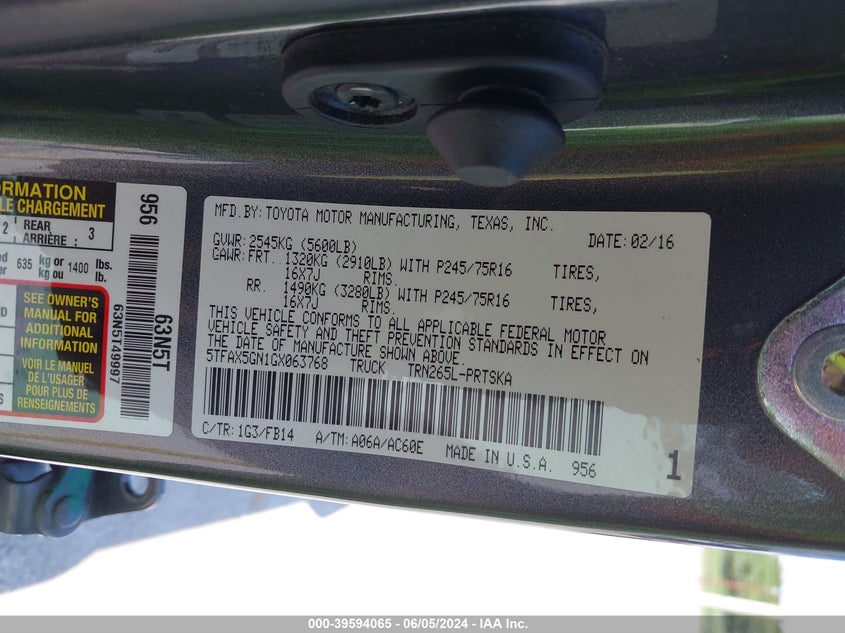 ORMATION
LE CHARGEMENT
2 REAR ARRIÈRE : 3
635 kg or kg ou 1400 lbs. lb.
SEE OWNER'S
MANUAL FOR
ADDITIONAL
INFORMATION
VOIR LE MANUEL
DE L'USAGER
POUR PLUS DE
RENSEIGNEMENTS
956
63N5T
63N5T49997
MFD.BY:TOYOTA MOTOR MANUFACTURING, TEXAS, INC.
GVWR:2545KG (5600LB) DATE:02/16
GAWR:FRT. 1320KG (2910LB) WITH P245/75R16 TIRES,
16X7J RIMS.
RR. 1490KG (3280LB) WITH P245/75R16 TIRES,
16X7J RIMS.
THIS VEHICLE CONFORMS TO ALL APPLICABLE FEDERAL MOTOR
VEHICLE SAFETY AND THEFT PREVENTION STANDARDS IN EFFECT ON
THE DATE OF MANUFACTURE SHOWN ABOVE.
5TFAX5GN1GX063768 TRUCK TRN265L-PRTSKA
C/TR:1G3/FB14 A/TM:A06A/AC60E MADE IN U.S.A. 956 1
000-39594065 - 06/05/2024 - IAA Inc.